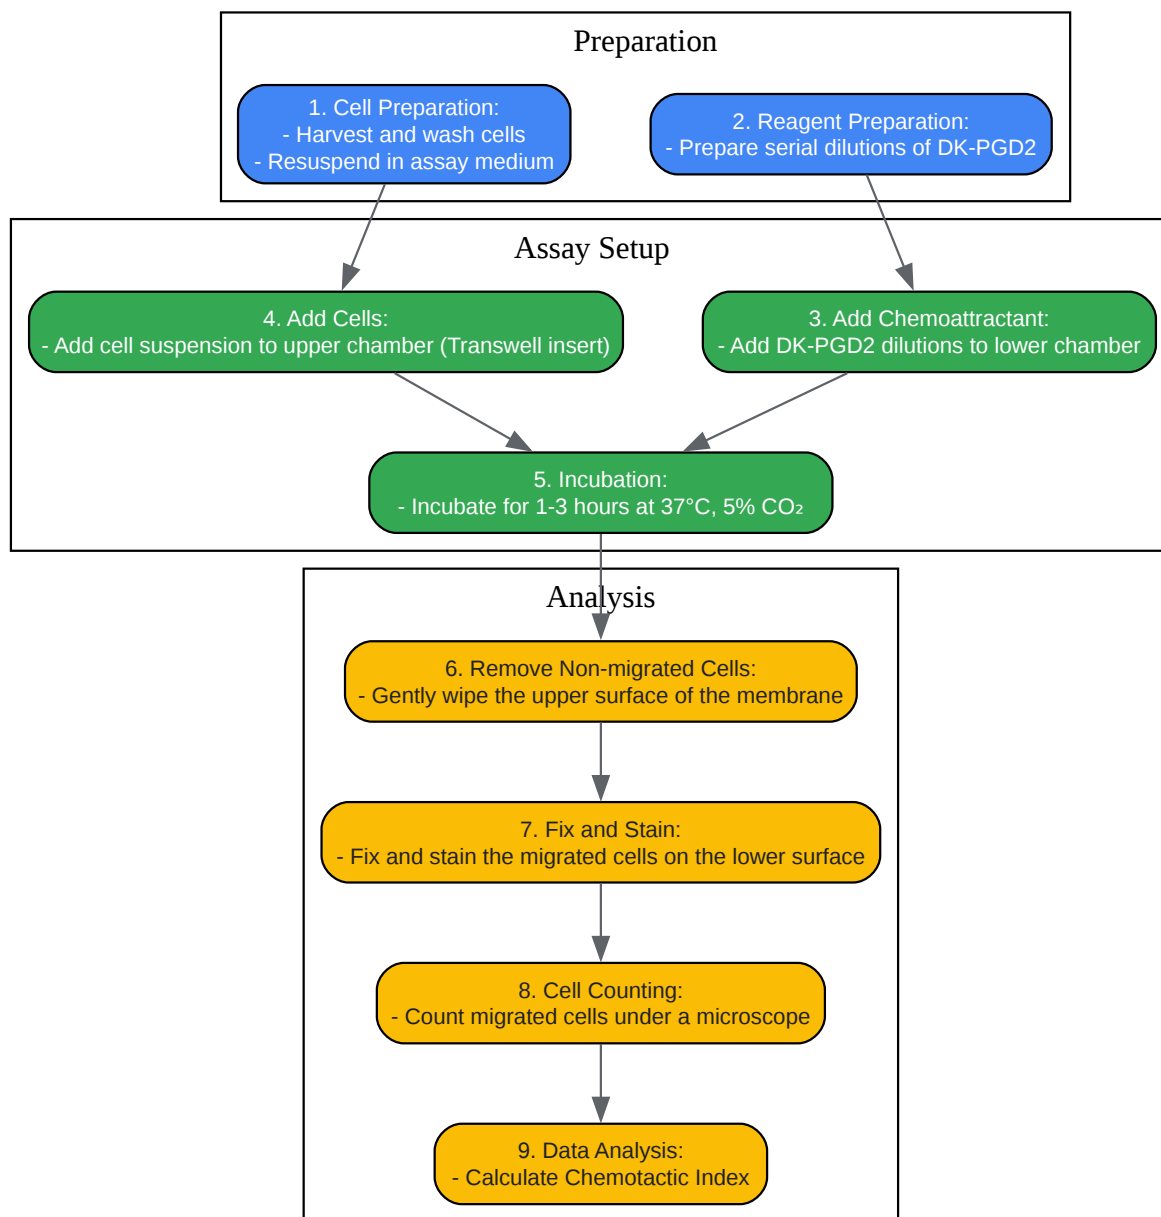 Preparation
1. Cell Preparation:
- Harvest and wash cells
- Resuspend in assay medium
2. Reagent Preparation:
- Prepare serial dilutions of DK-PGD2
Assay Setup
4. Add Cells:
- Add cell suspension to upper chamber (Transwell insert)
3. Add Chemoattractant:
- Add DK-PGD2 dilutions to lower chamber
5. Incubation:
- Incubate for 1-3 hours at 37°C, 5% CO₂
Analysis
6. Remove Non-migrated Cells:
- Gently wipe the upper surface of the membrane
7. Fix and Stain:
- Fix and stain the migrated cells on the lower surface
8. Cell Counting:
- Count migrated cells under a microscope
9. Data Analysis:
- Calculate Chemotactic Index